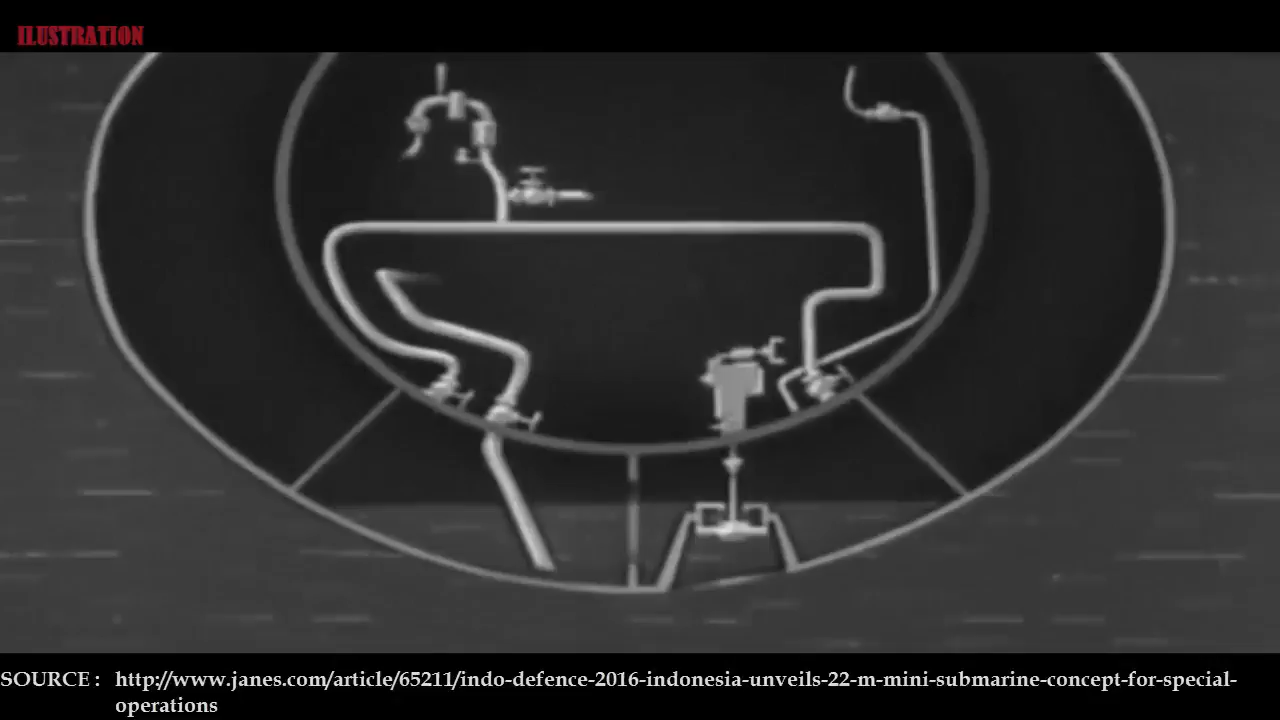 ILUSTRATION
SOURCE : http://www.janes.com/article/65211/indo-defence-2016-indonesia-unveils-22-m-mini-submarine-concept-for-special-
operations